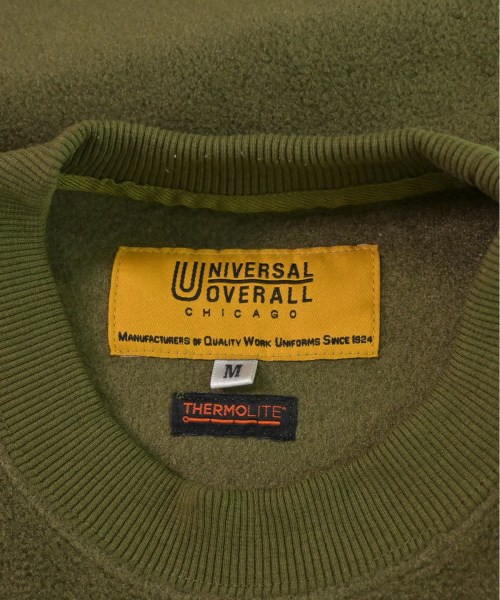 UNIVERSAL
OVERALL
CHICAGO
MANUFACTURERS OF QUALITY WORK UNIFORMS SINCE 1924
M
THERMOLITE®